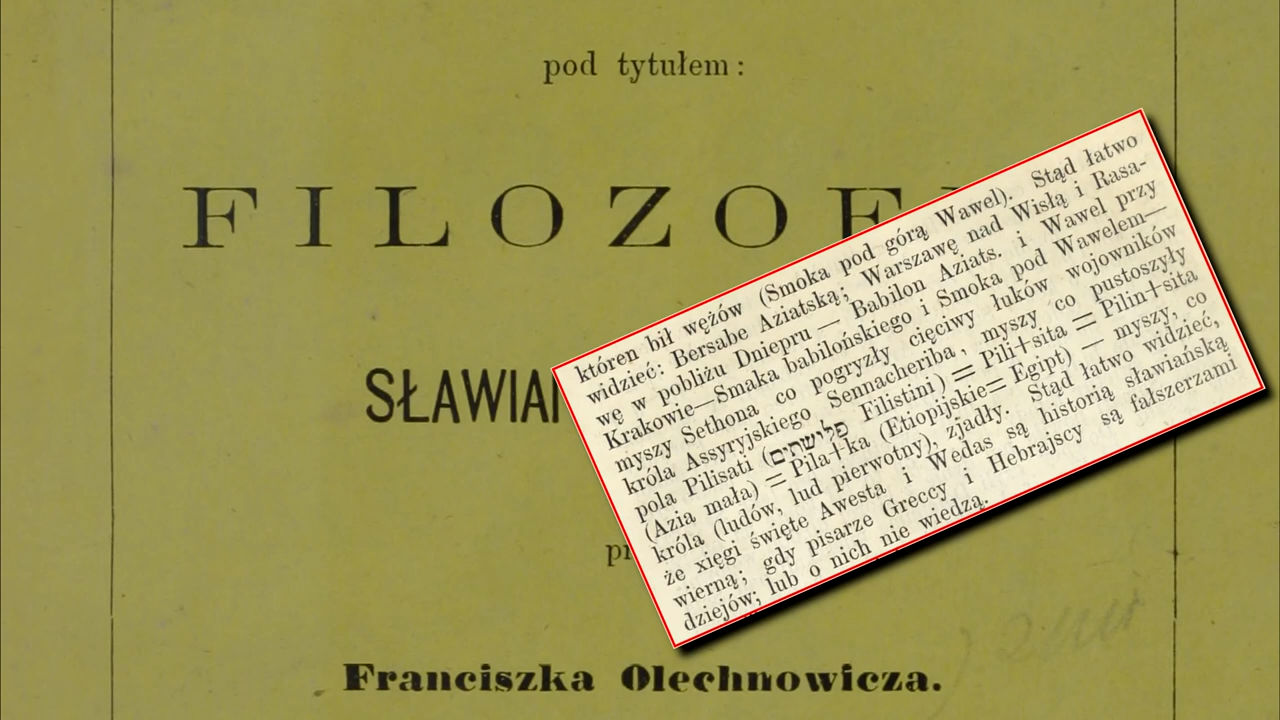 pod tytułem:
FILOZOF
SŁAWIAŃ
Franciszka Olechnowicza.
któren bił wężów (Smoka pod górą Wawel). Stąd łatwo
widzieć: Bersabe Aziatską; Warszawę nad Wisłą i Rasa-
wę w pobliżu Dniepru — Babilon Aziats. i Wawel przy
Krakowie—Smaka babilońskiego i Smoka pod Wawelem—
myszy Sethona co pogryzły cięciwy łuków wojowników
króla Assyryjskiego Sennacheriba, myszy co pustoszyły
pola Pilisati (פלישתים Filistini) = Pili+sita = Pilin+sita
(Azia mała) = Pila+ka (Etiopijskie= Egipt) — myszy, co
króla (ludów, lud pierwotny), zjadły. Stąd łatwo widzieć,
że xięgi święte Awesta i Wedas są historią sławiańską
wierną; gdy pisarze Greccy i Hebrajscy są fałszerzami
dziejów; lub o nich nie wiedzą.